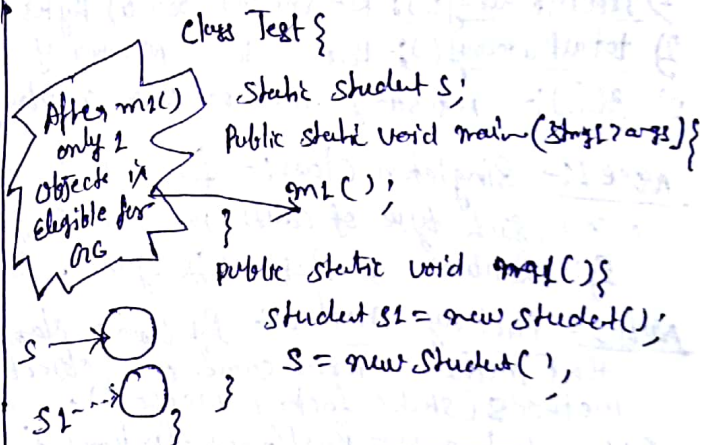 Class Test {
static student s;
Public static void main (String [] args) {
m1 ( ) ;
}
public static void m1 ( ) {
student s1 = new student();
s = new student ( ) ,
}
}
After m1()
only 1
objects is
Elegible for
GC
s
s1